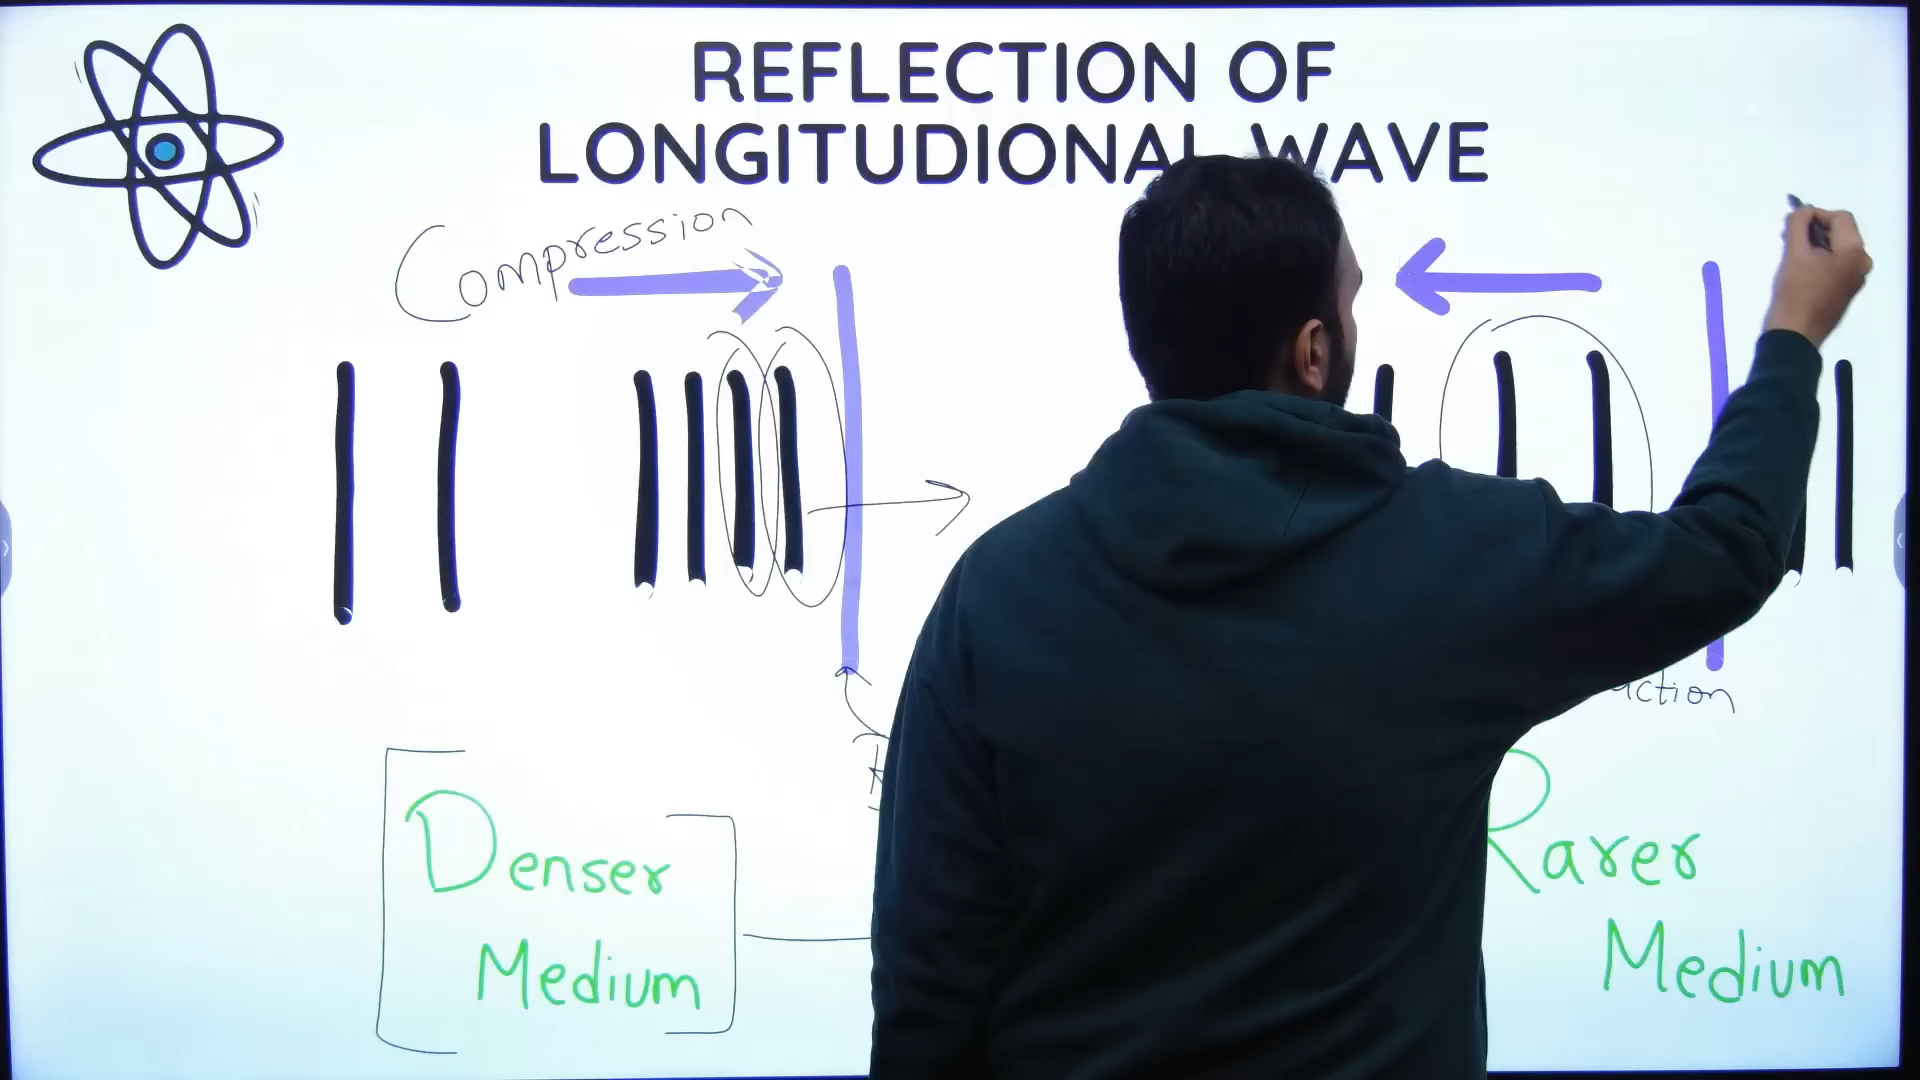 REFLECTION OF
LONGITUDIONAL WAVE
Compression
Denser
Medium
Rarer
Medium